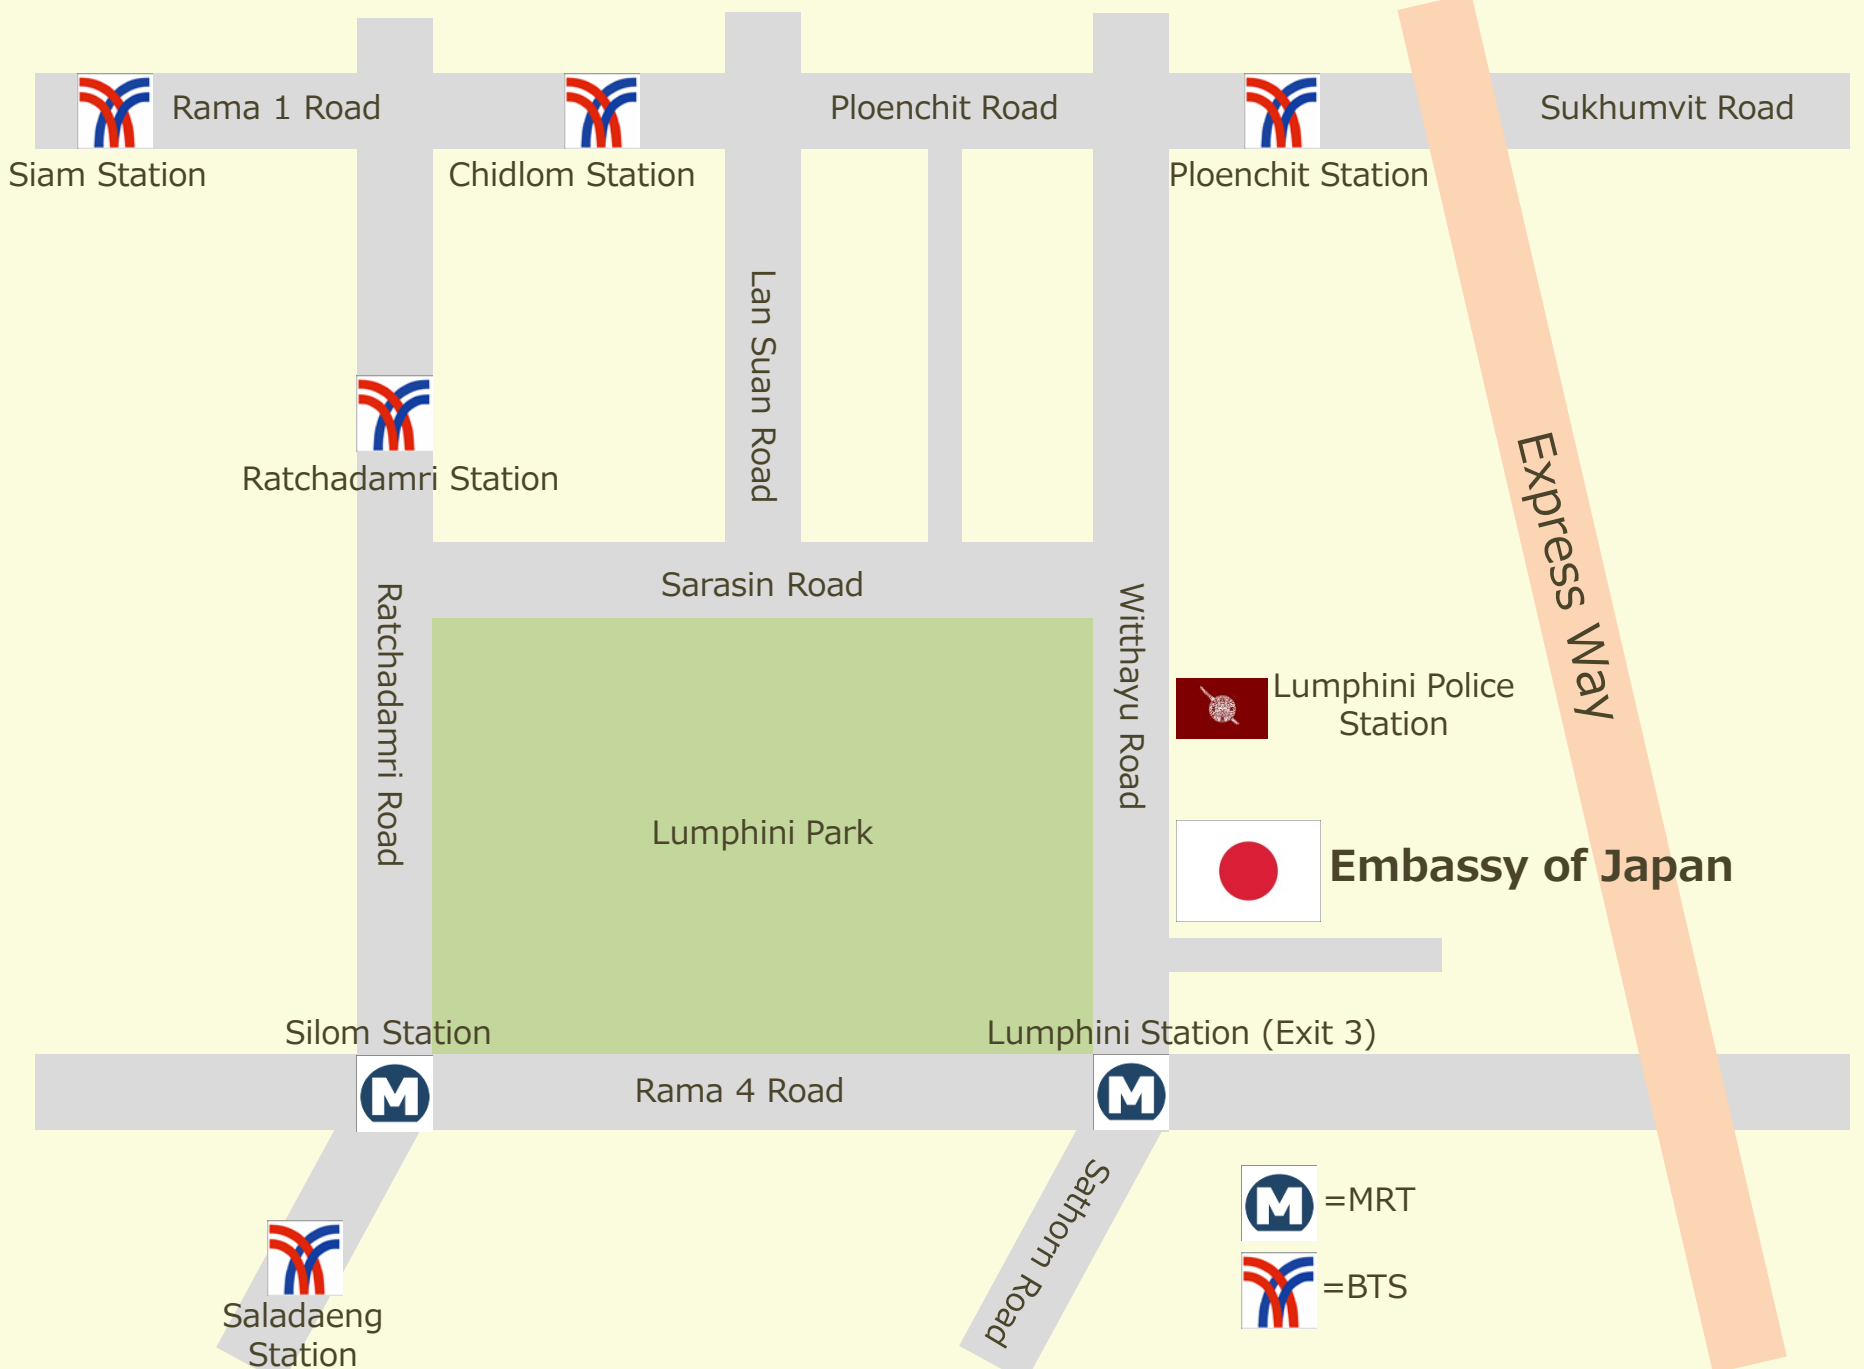 Rama 1 Road
Ploenchit Road
Sukhumvit Road
Siam Station
Chidlom Station
Ploenchit Station
Lan Suan Road
Ratchadamri Station
Express Way
Sarasin Road
Ratchadamri Road
Witthayu Road
Lumphini Police
Station
Lumphini Park
Embassy of Japan
Silom Station
Lumphini Station (Exit 3)
M
Rama 4 Road
M
Sathorn Road
M
=MRT
=BTS
Saladaeng
Station